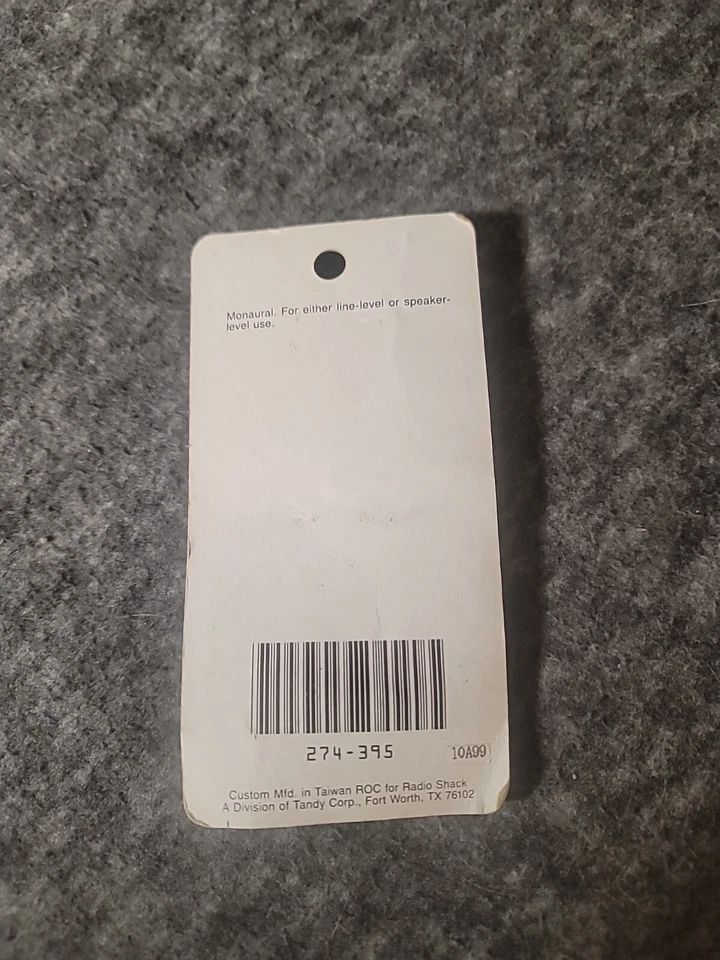 Monaural. For either line-level or speaker-
level use.
274-395
10A99
Custom Mfd. in Taiwan ROC for Radio Shack
A Division of Tandy Corp., Fort Worth, TX 76102